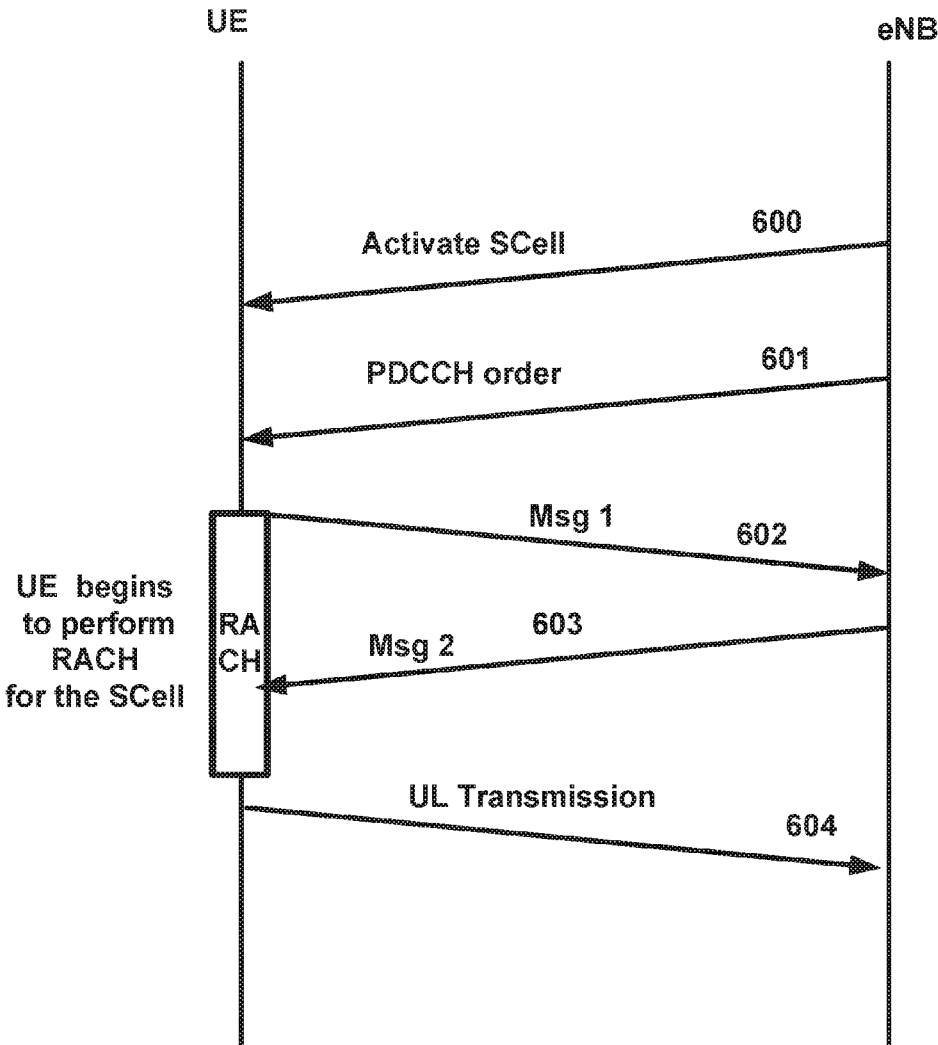 UE
eNB
600
Activate SCell
601
PDCCH order
Msg 1
602
UE begins
to perform
RACH
for the SCell
RA
CH
603
Msg 2
UL Transmission
604